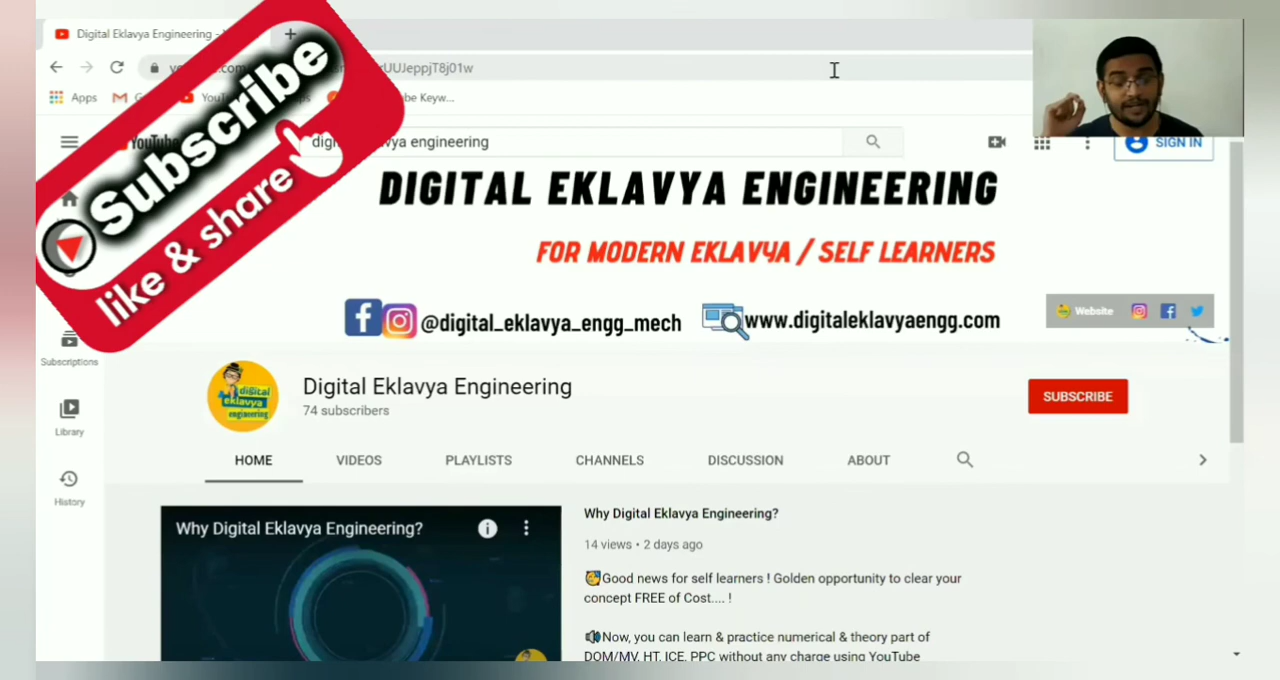 Digital Eklavya Engineering -
rUUJeppjT8j01w
Apps
Subscribe
like & share
YouTube
engineering
SIGN IN
DIGITAL EKLAVYA ENGINEERING
FOR MODERN EKLAVYA / SELF LEARNERS
@digital_eklavya_engg_mech
www.digitaleklavyaengg.com
Website
Subscriptions
Library
History
digital eklavya engineering
Digital Eklavya Engineering
74 subscribers
SUBSCRIBE
HOME
VIDEOS
PLAYLISTS
CHANNELS
DISCUSSION
ABOUT
Why Digital Eklavya Engineering?
Why Digital Eklavya Engineering?
14 views • 2 days ago
Good news for self learners ! Golden opportunity to clear your
concept FREE of Cost.... !
Now, you can learn & practice numerical & theory part of
DOM/MV, HT, ICE, PPC without any charge using YouTube